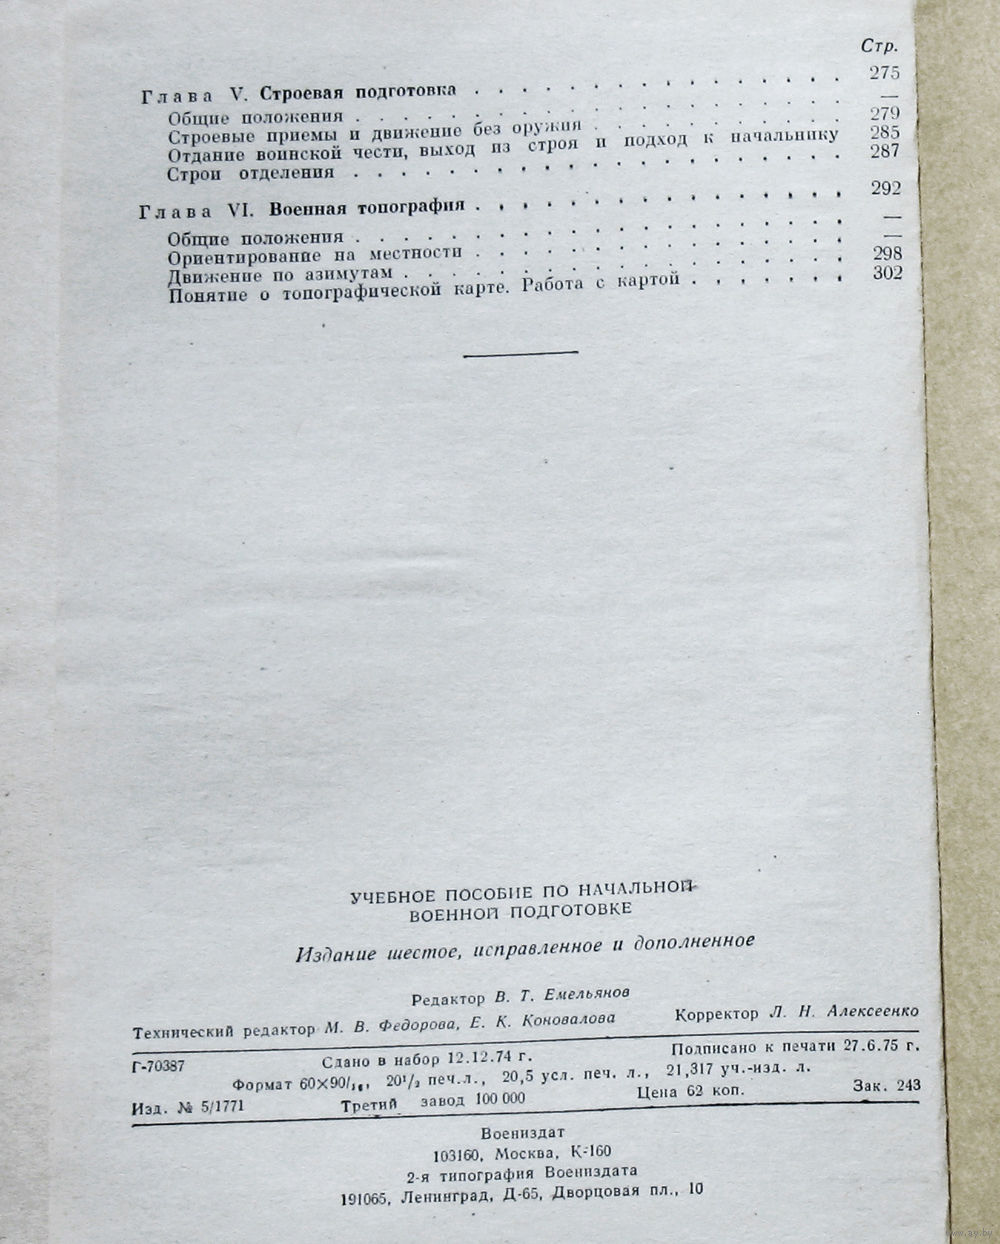 Стр.
Глава V. Строевая подготовка . . . . . . . . . . . . . 275
Общие положения . . . . . . . . . . . . . . . . —
Строевые приемы и движение без оружия . . . . . . . . 279
Отдание воинской чести, выход из строя и подход к начальнику 285
Строи отделения . . . . . . . . . . . . . . . . 287
Глава VI. Военная топография . . . . . . . . . . . . . 292
Общие положения . . . . . . . . . . . . . . . . —
Ориентирование на местности . . . . . . . . . . . . —
Движение по азимутам . . . . . . . . . . . . . . 298
Понятие о топографической карте. Работа с картой . . . . . . 302
УЧЕБНОЕ ПОСОБИЕ ПО НАЧАЛЬНОЙ
ВОЕННОЙ ПОДГОТОВКЕ
Издание шестое, исправленное и дополненное
Редактор В. Т. Емельянов
Технический редактор М. В. Федорова, Е. К. Коновалова Корректор Л. Н. Алексеенко
Г-70387 Сдано в набор 12.12.74 г. Подписано к печати 27.6.75 г.
Формат 60×90/₁₆, 20¹/₂ печ.л., 20,5 усл. печ. л., 21,317 уч.-изд. л.
Изд. № 5/1771 Третий завод 100 000 Цена 62 коп. Зак. 243
Воениздат
103160, Москва, К-160
2-я типография Воениздата
191065, Ленинград, Д-65, Дворцовая пл., 10
www.ay.by